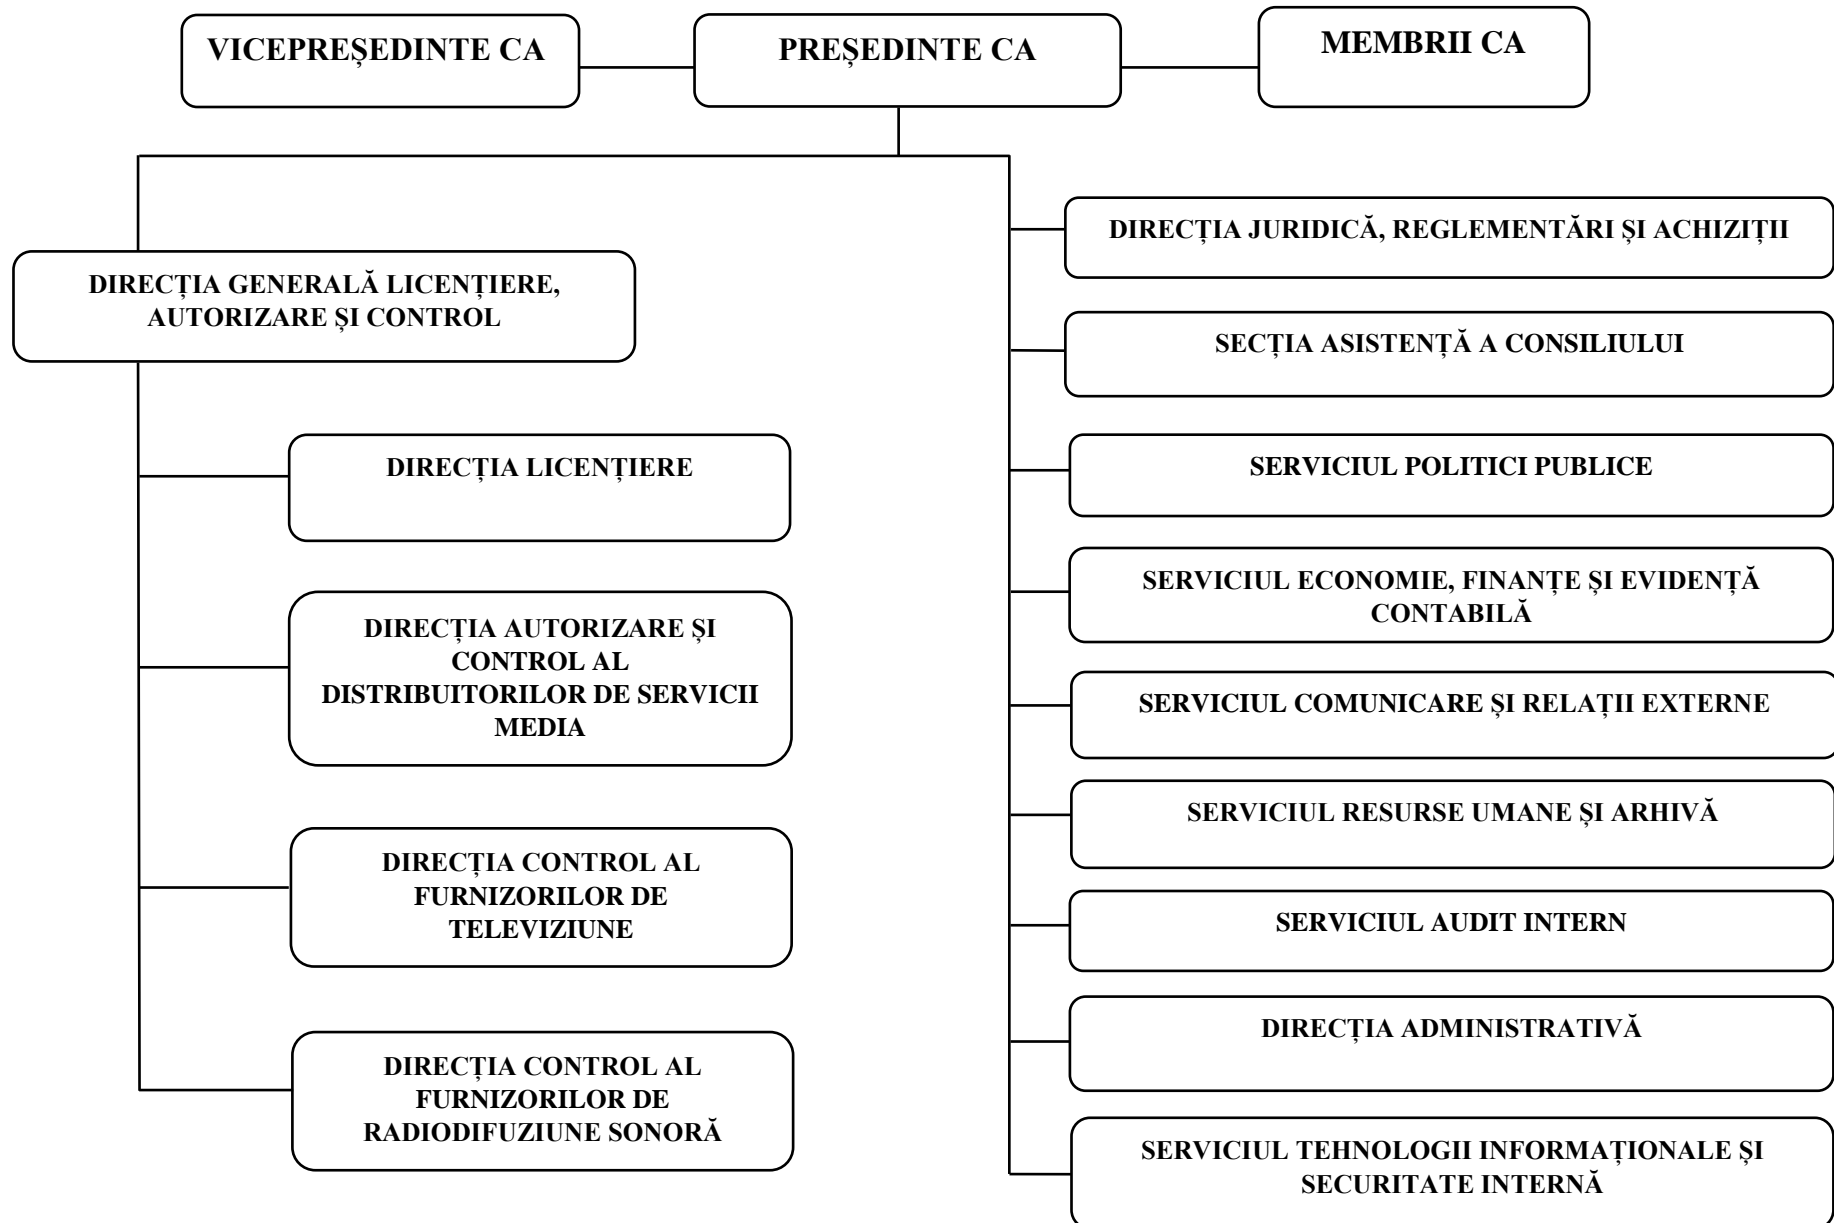 VICEPREȘEDINTE CA
PREȘEDINTE CA
MEMBRII CA
DIRECȚIA GENERALĂ LICENȚIERE,
AUTORIZARE ȘI CONTROL
DIRECȚIA LICENȚIERE
DIRECȚIA AUTORIZARE ȘI
CONTROL AL
DISTRIBUITORILOR DE SERVICII
MEDIA
DIRECȚIA CONTROL AL
FURNIZORILOR DE
TELEVIZIUNE
DIRECȚIA CONTROL AL
FURNIZORILOR DE
RADIODIFUZIUNE SONORĂ
DIRECȚIA JURIDICĂ, REGLEMENTĂRI ȘI ACHIZIȚII
SECȚIA ASISTENȚĂ A CONSILIULUI
SERVICIUL POLITICI PUBLICE
SERVICIUL ECONOMIE, FINANȚE ȘI EVIDENȚĂ
CONTABILĂ
SERVICIUL COMUNICARE ȘI RELAȚII EXTERNE
SERVICIUL RESURSE UMANE ȘI ARHIVĂ
SERVICIUL AUDIT INTERN
DIRECȚIA ADMINISTRATIVĂ
SERVICIUL TEHNOLOGII INFORMAȚIONALE ȘI
SECURITATE INTERNĂ